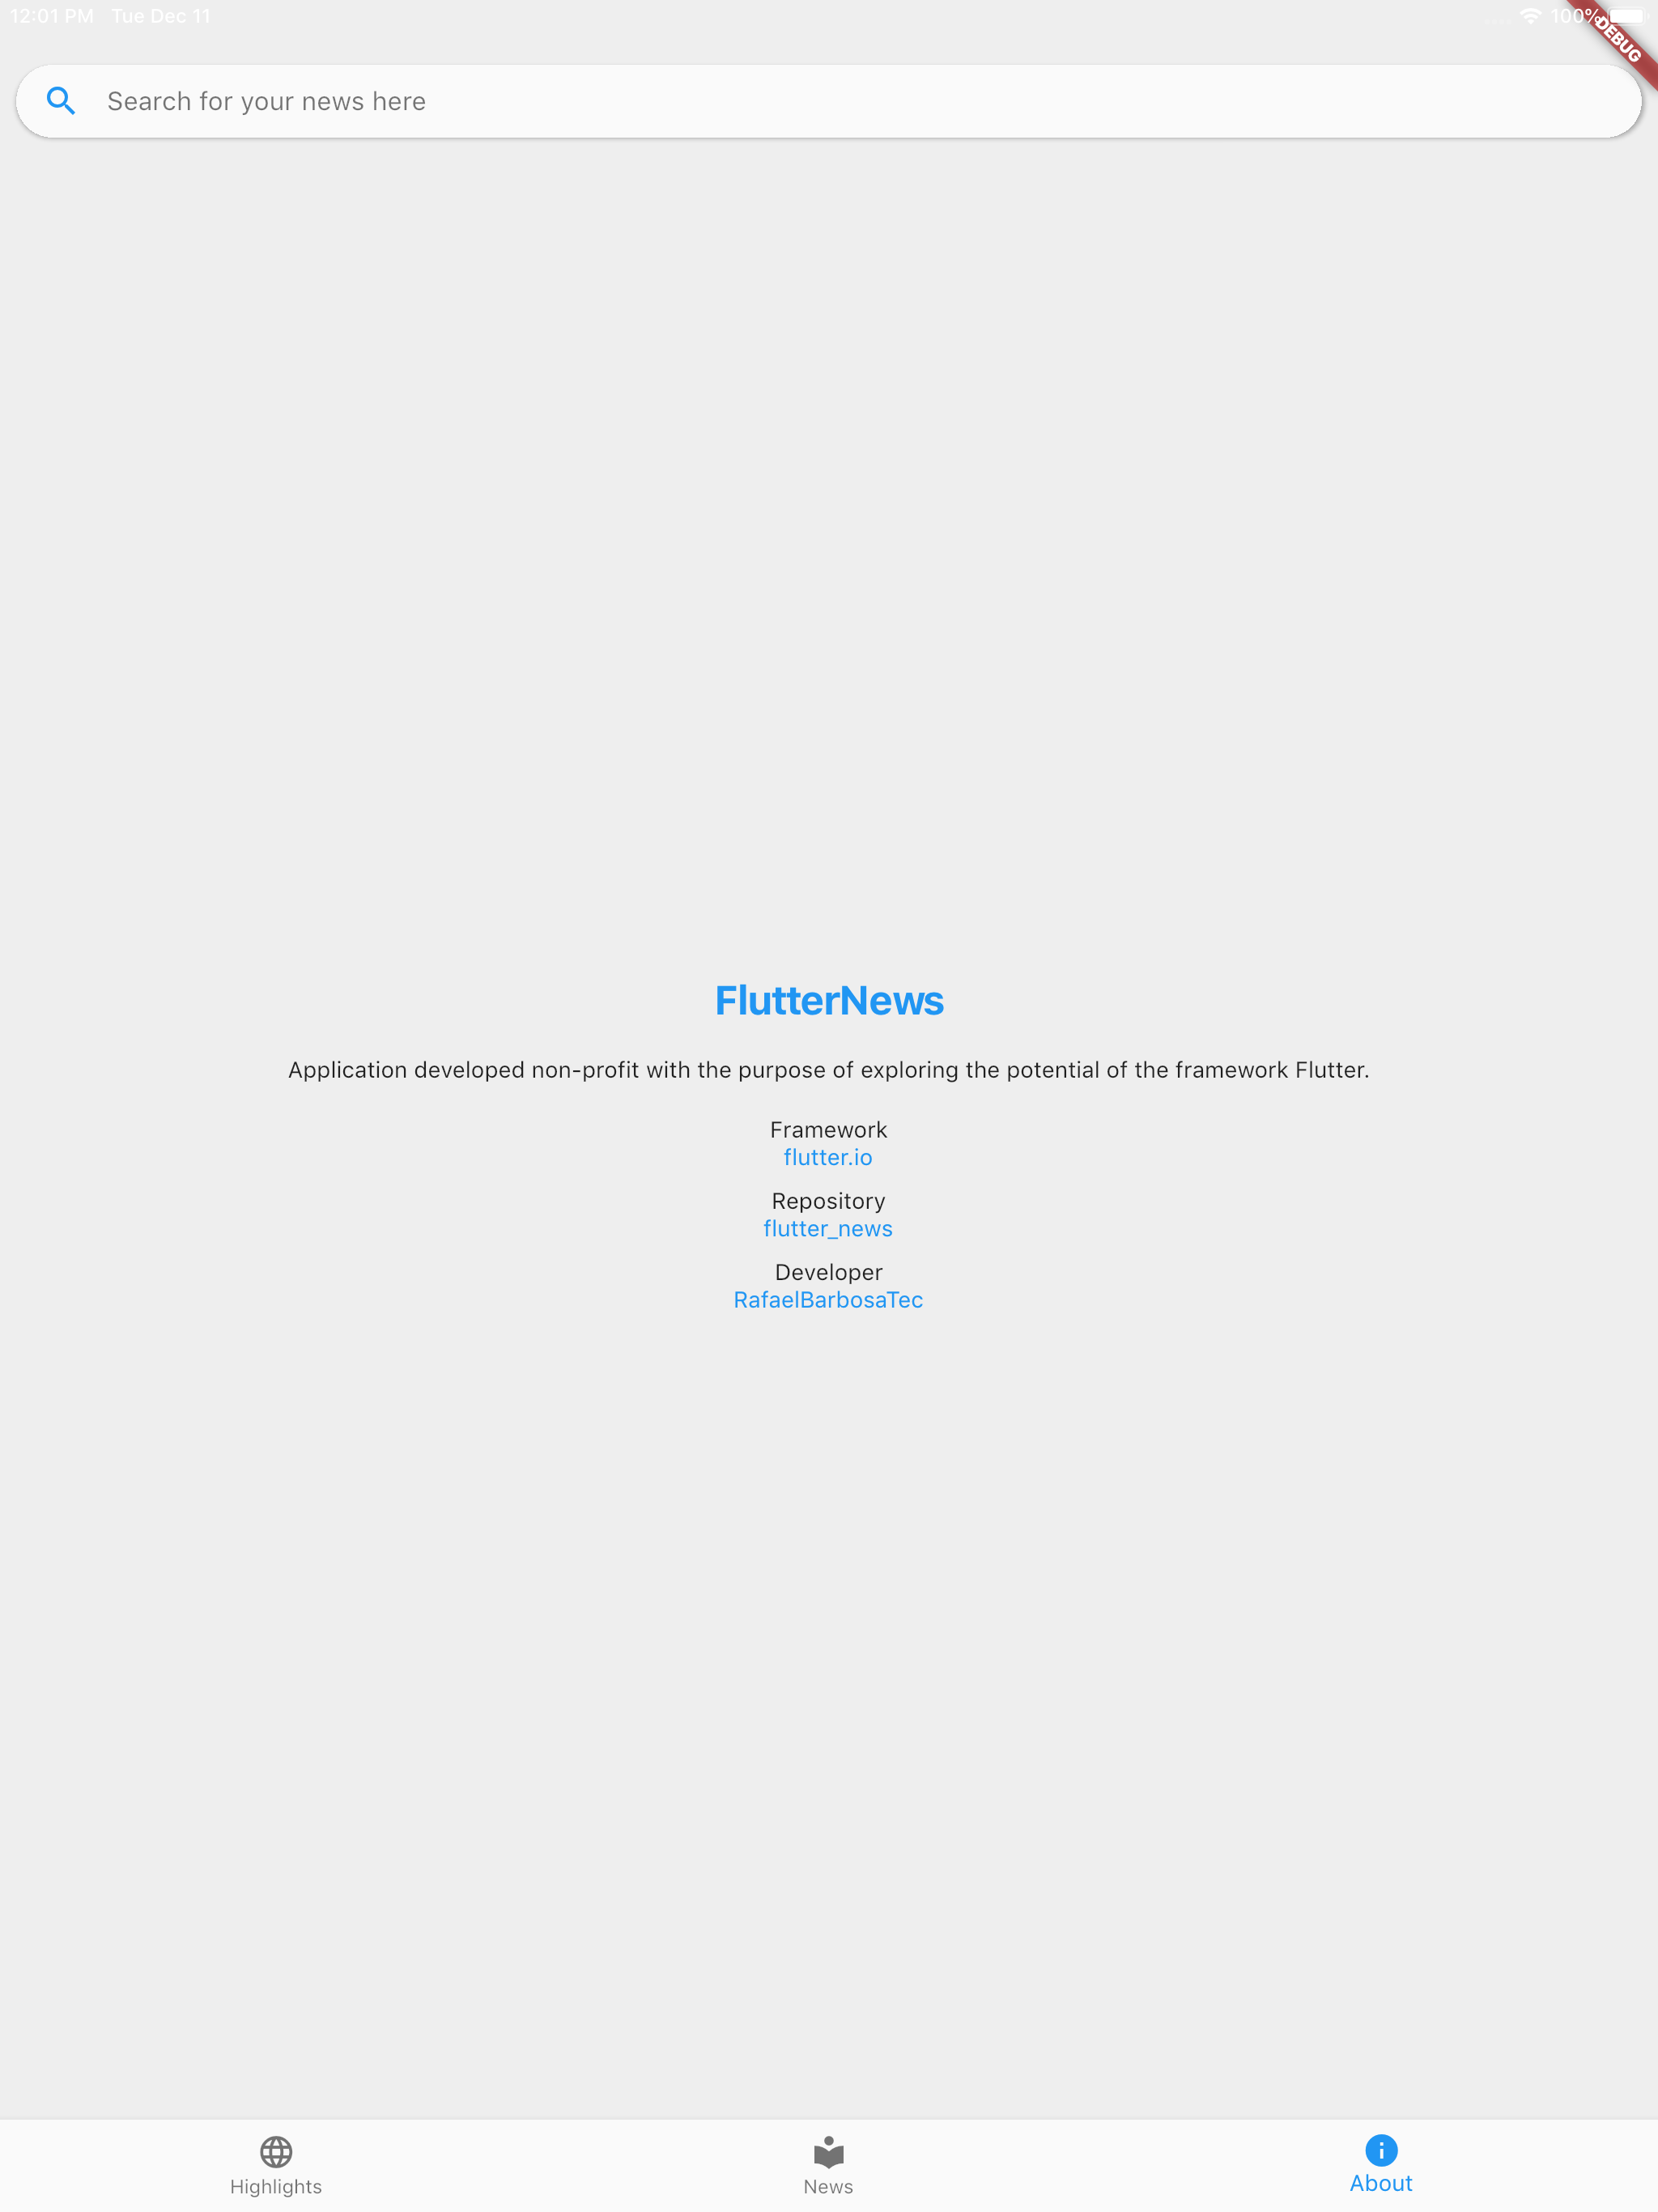 12:01 PM Tue Dec 11
100%
DEBUG
Search for your news here
FlutterNews
Application developed non-profit with the purpose of exploring the potential of the framework Flutter.
Framework
flutter.io
Repository
flutter_news
Developer
RafaelBarbosaTec
Highlights
News
About